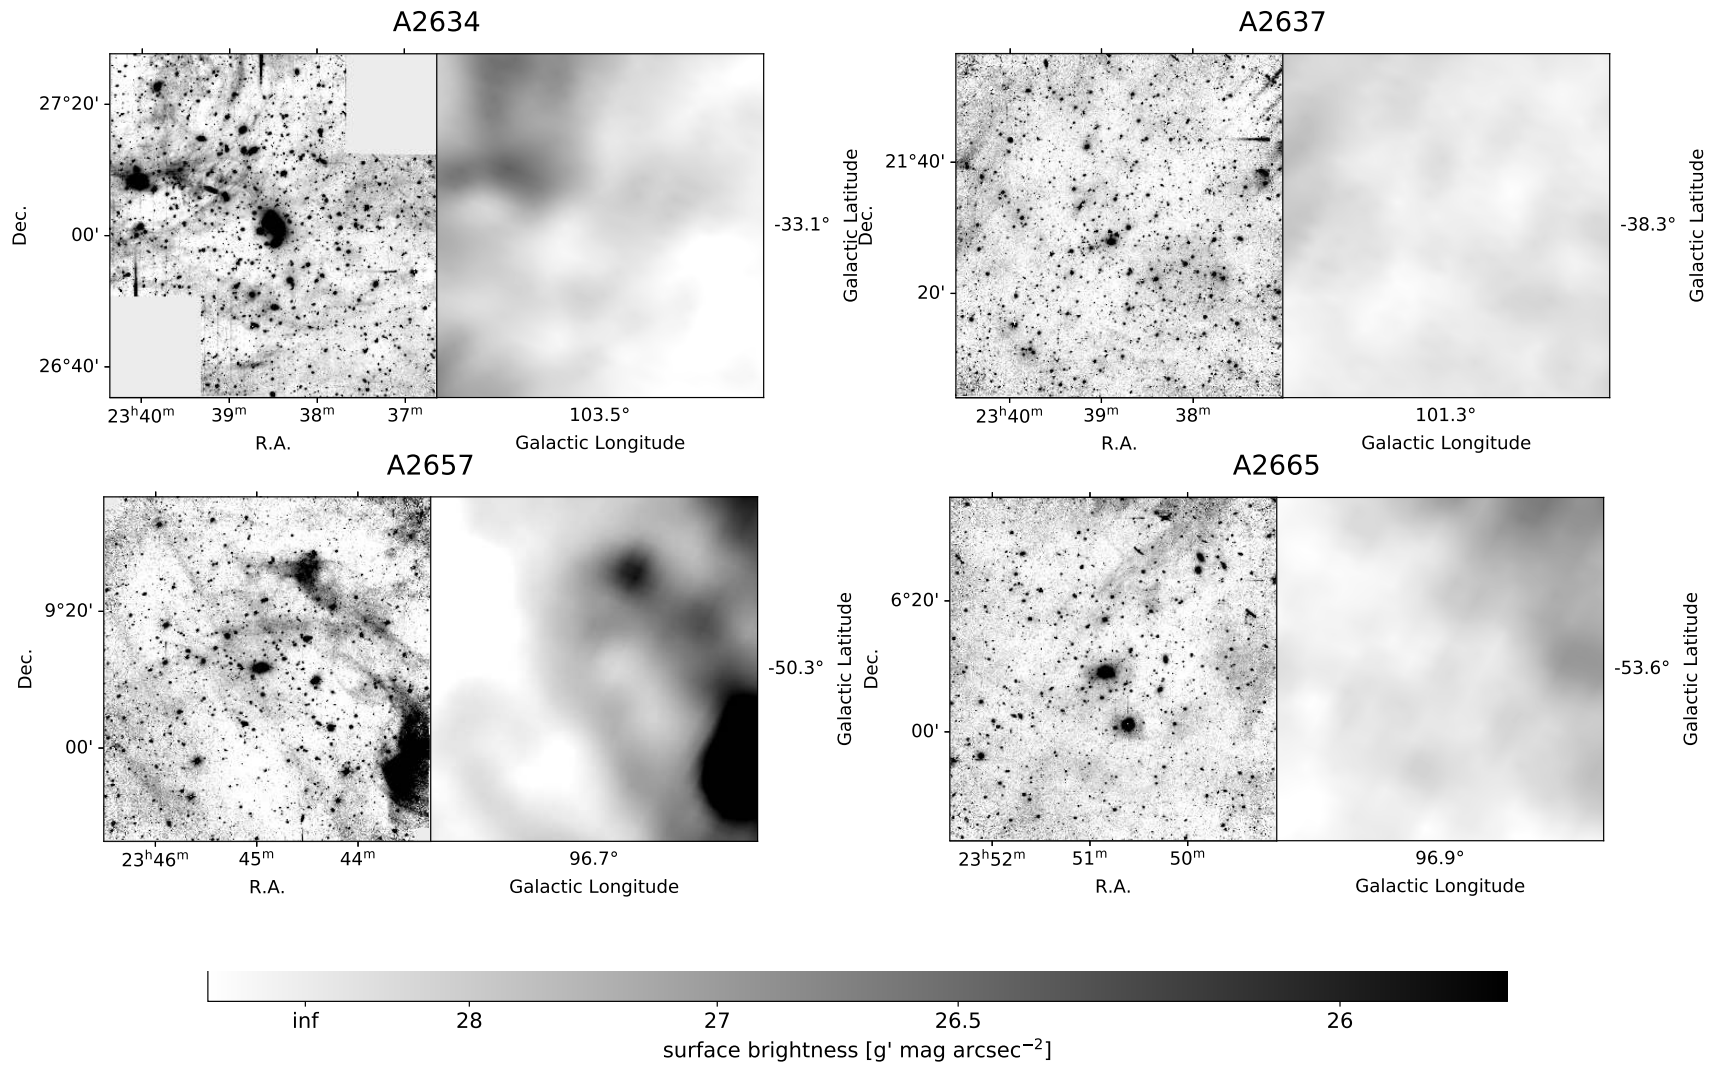 A2634
A2637
27°20'
00'
26°40'
Dec.
23ʰ40ᵐ
39ᵐ
38ᵐ
37ᵐ
R.A.
103.5°
Galactic Longitude
-33.1°
Galactic Latitude
Dec.
21°40'
20'
23ʰ40ᵐ
39ᵐ
38ᵐ
R.A.
101.3°
Galactic Longitude
-38.3°
Galactic Latitude
A2657
A2665
9°20'
00'
Dec.
23ʰ46ᵐ
45ᵐ
44ᵐ
R.A.
96.7°
Galactic Longitude
-50.3°
Galactic Latitude
Dec.
6°20'
00'
23ʰ52ᵐ
51ᵐ
50ᵐ
R.A.
96.9°
Galactic Longitude
-53.6°
Galactic Latitude
inf
28
27
26.5
26
surface brightness [g' mag arcsec⁻²]